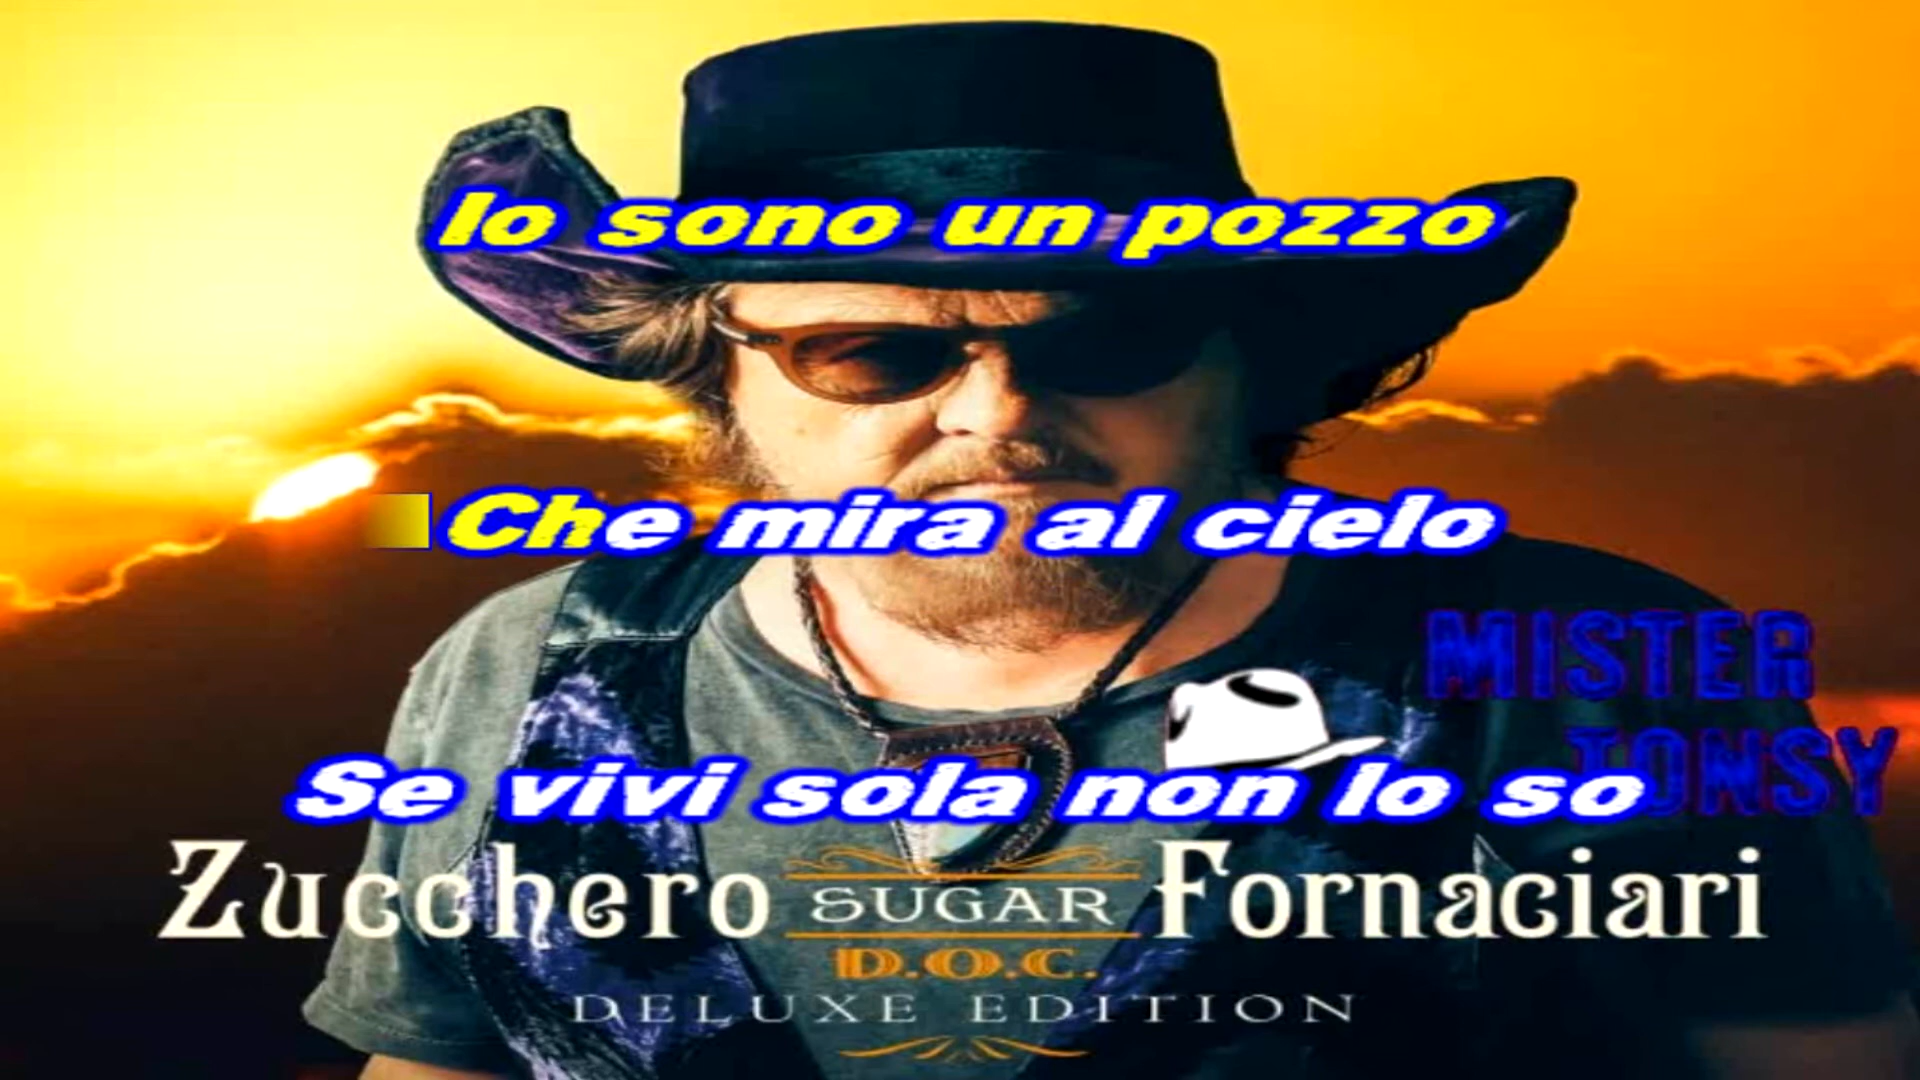 Io sono un pozzo
Che mira al cielo
MISTER
TONSY
Se vivi sola non lo so
Zucchero SUGAR Fornaciari
D.O.C.
DELUXE EDITION